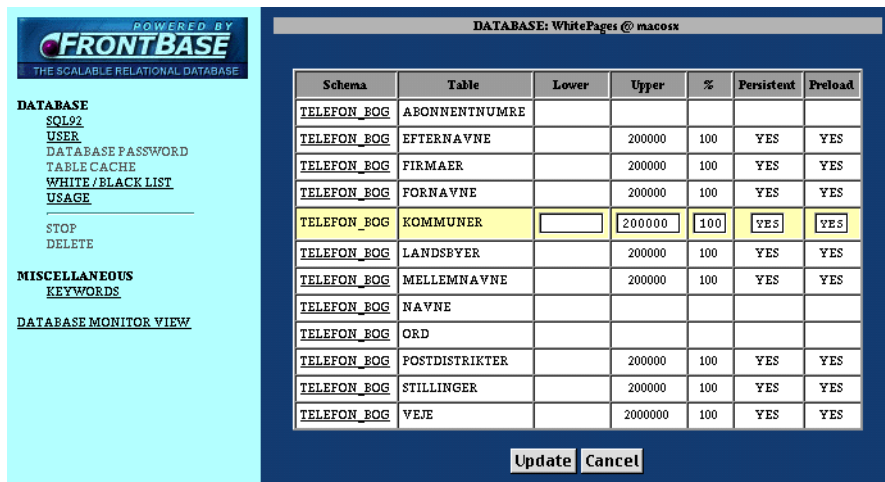 POWERED BY
FRONTBASE
THE SCALABLE RELATIONAL DATABASE
DATABASE
SQL92
USER
DATABASE PASSWORD
TABLE CACHE
WHITE / BLACK LIST
USAGE
STOP
DELETE
MISCELLANEOUS
KEYWORDS
DATABASE MONITOR VIEW
DATABASE: WhitePages @ macosx
Schema Table Lower Upper % Persistent Preload
TELEFON_BOG ABONNENTNUMRE
TELEFON_BOG EFTERNAVNE 200000 100 YES YES
TELEFON_BOG FIRMAER 200000 100 YES YES
TELEFON_BOG FORNAVNE 200000 100 YES YES
TELEFON_BOG KOMMUNER 200000 100 YES YES
TELEFON_BOG LANDSBYER 200000 100 YES YES
TELEFON_BOG MELLEMNAVNE 200000 100 YES YES
TELEFON_BOG NAVNE
TELEFON_BOG ORD
TELEFON_BOG POSTDISTRIKTER 200000 100 YES YES
TELEFON_BOG STILLINGER 200000 100 YES YES
TELEFON_BOG VEJE 2000000 100 YES YES
Update Cancel